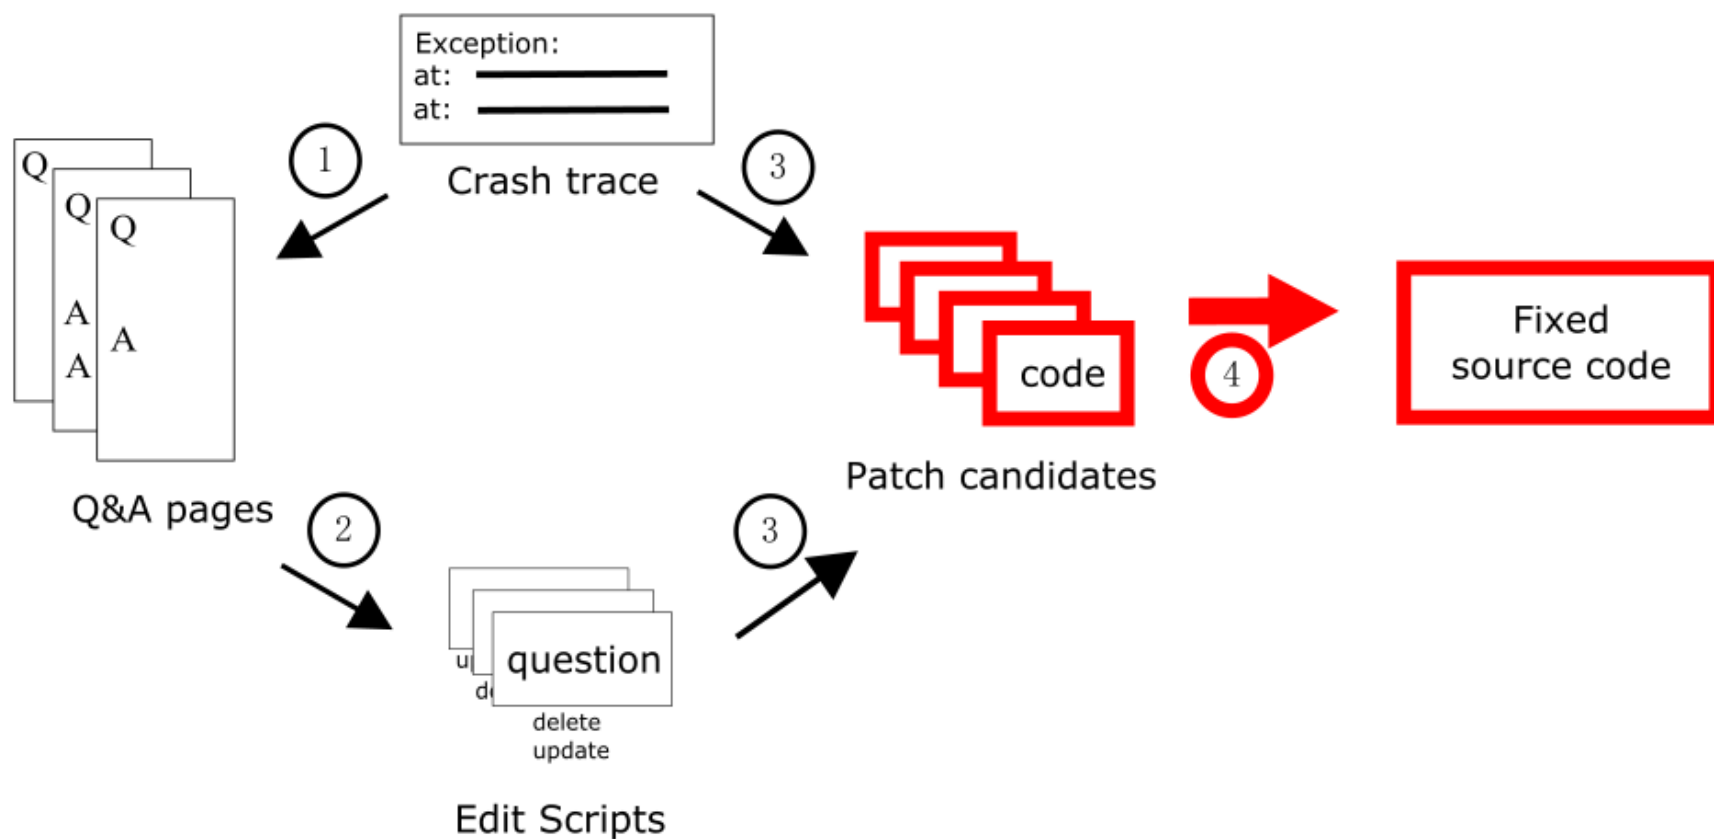 Exception:
at:
at:
Crash trace
1
3
Q
Q
Q
A
A
A
Q&A pages
2
3
code
Patch candidates
4
Fixed
source code
question
delete
update
Edit Scripts